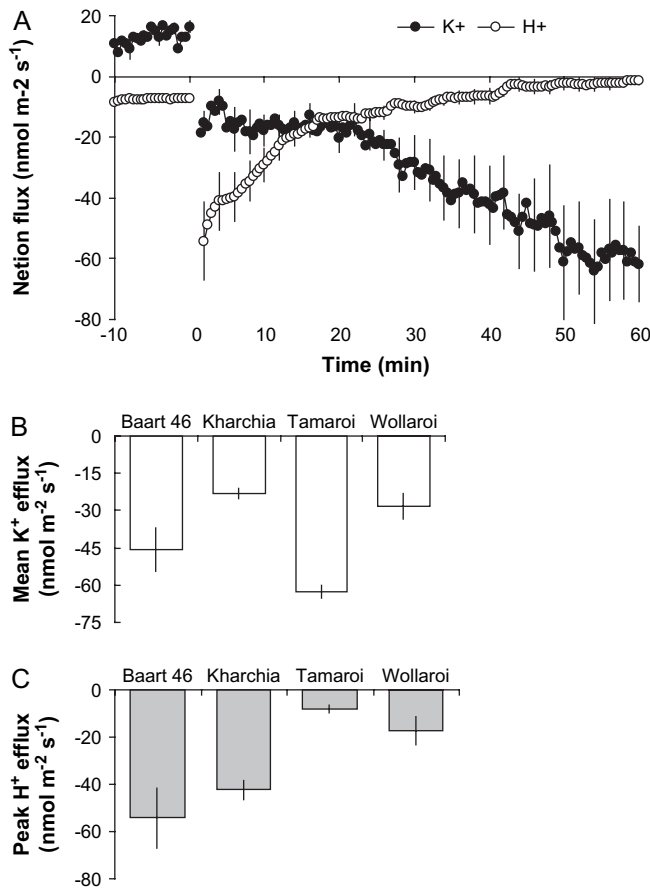 A
K+ H+
Netion flux (nmol m-2 s⁻¹)
20
0
-20
-40
-60
-80
-10 0 10 20 30 40 50 60
Time (min)
B
Baart 46 Kharchia Tamaroi Wollaroi
Mean K⁺ efflux
(nmol m⁻² s⁻¹)
0
-15
-30
-45
-60
-75
C
Baart 46 Kharchia Tamaroi Wollaroi
Peak H⁺ efflux
(nmol m⁻² s⁻¹)
0
-20
-40
-60
-80